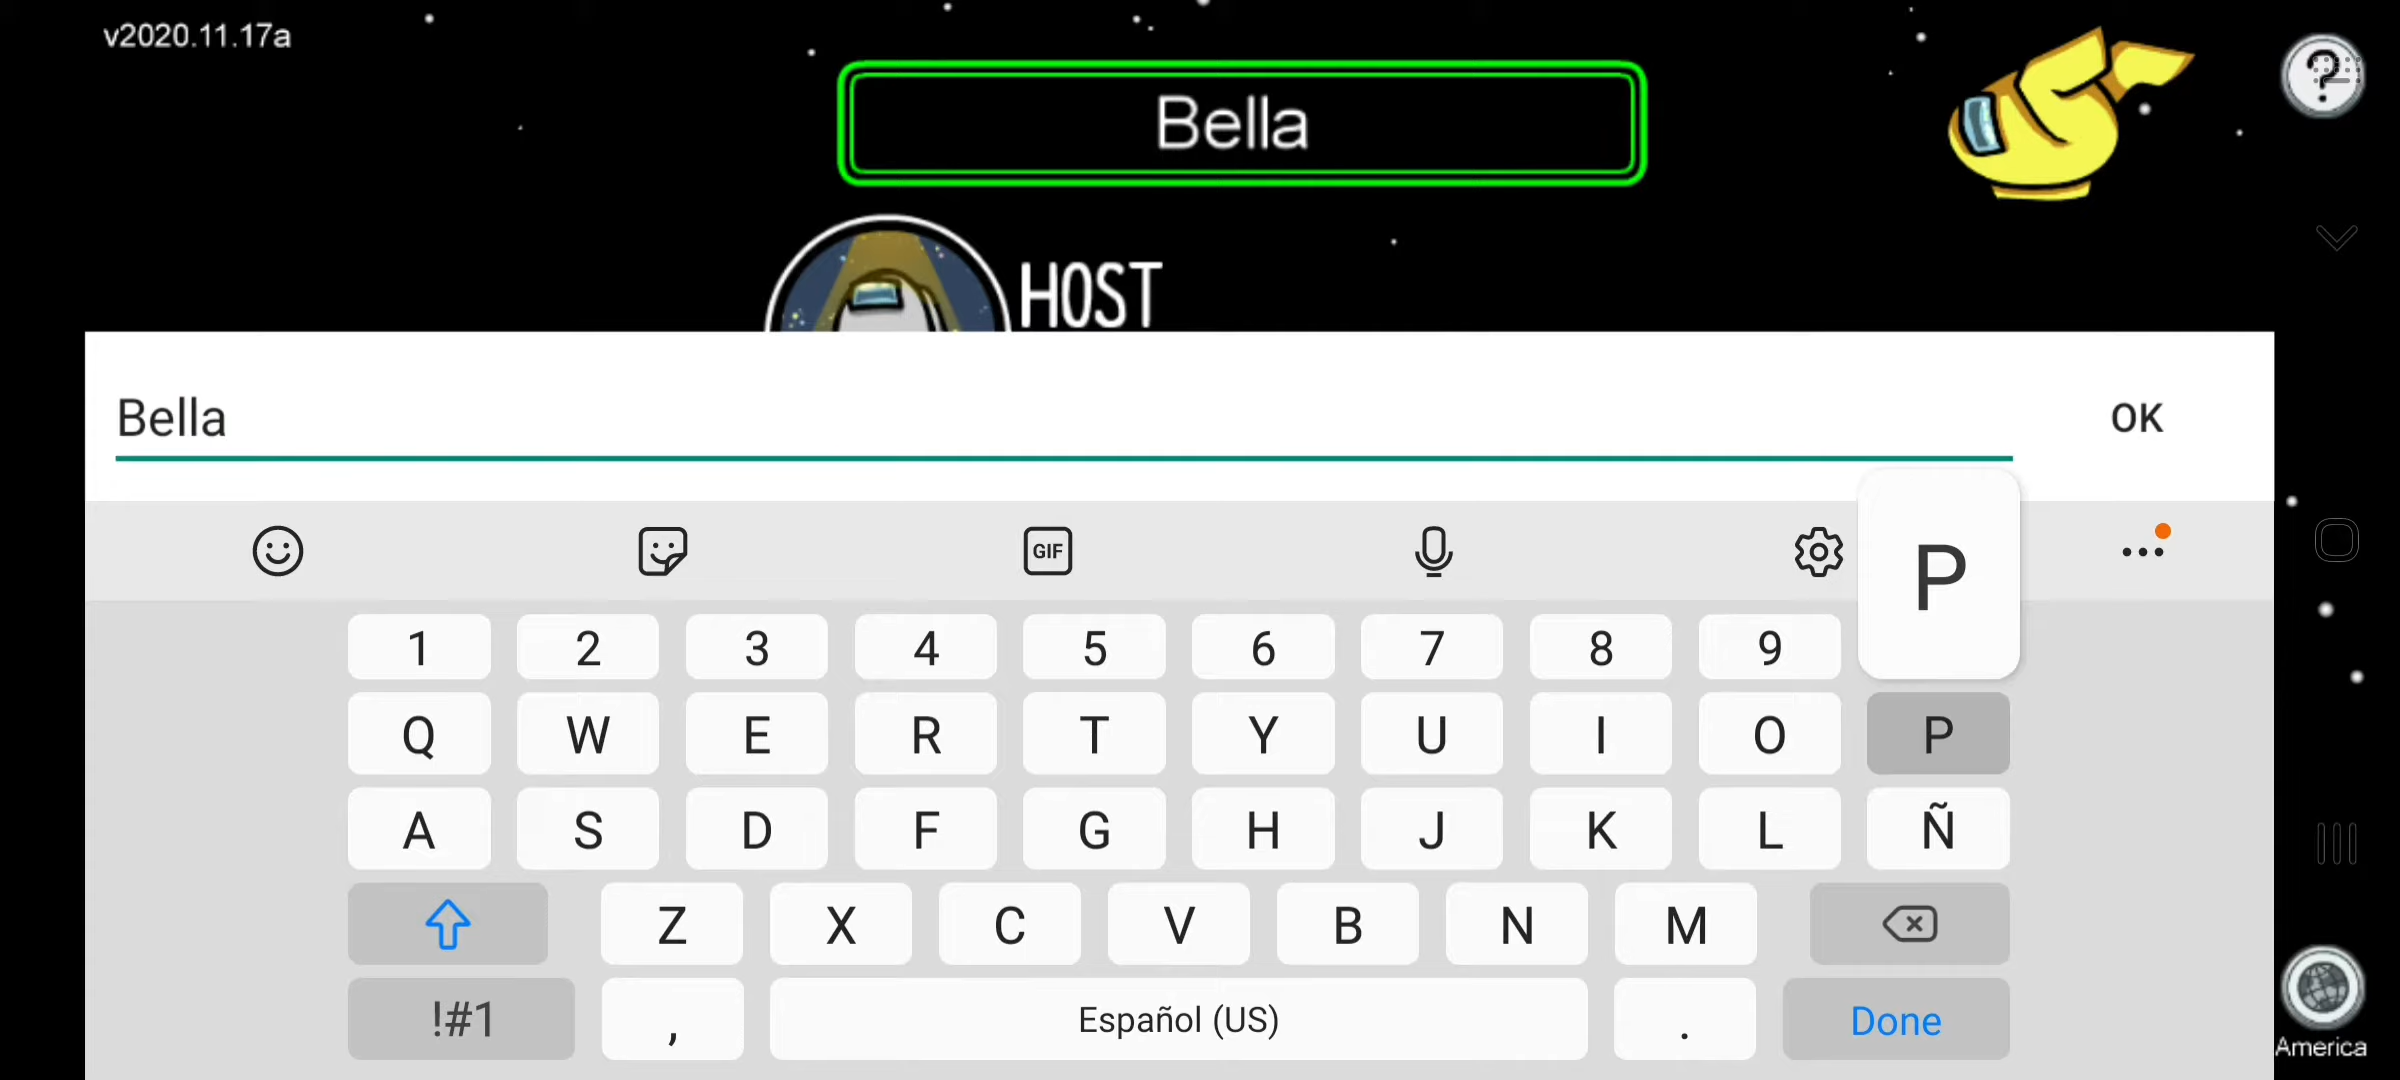 v2020.11.17a
Bella
?
HOST
Bella
OK
GIF
P
1 2 3 4 5 6 7 8 9
Q W E R T Y U I O P
A S D F G H J K L Ñ
Z X C V B N M
!#1 , Español (US) . Done
America